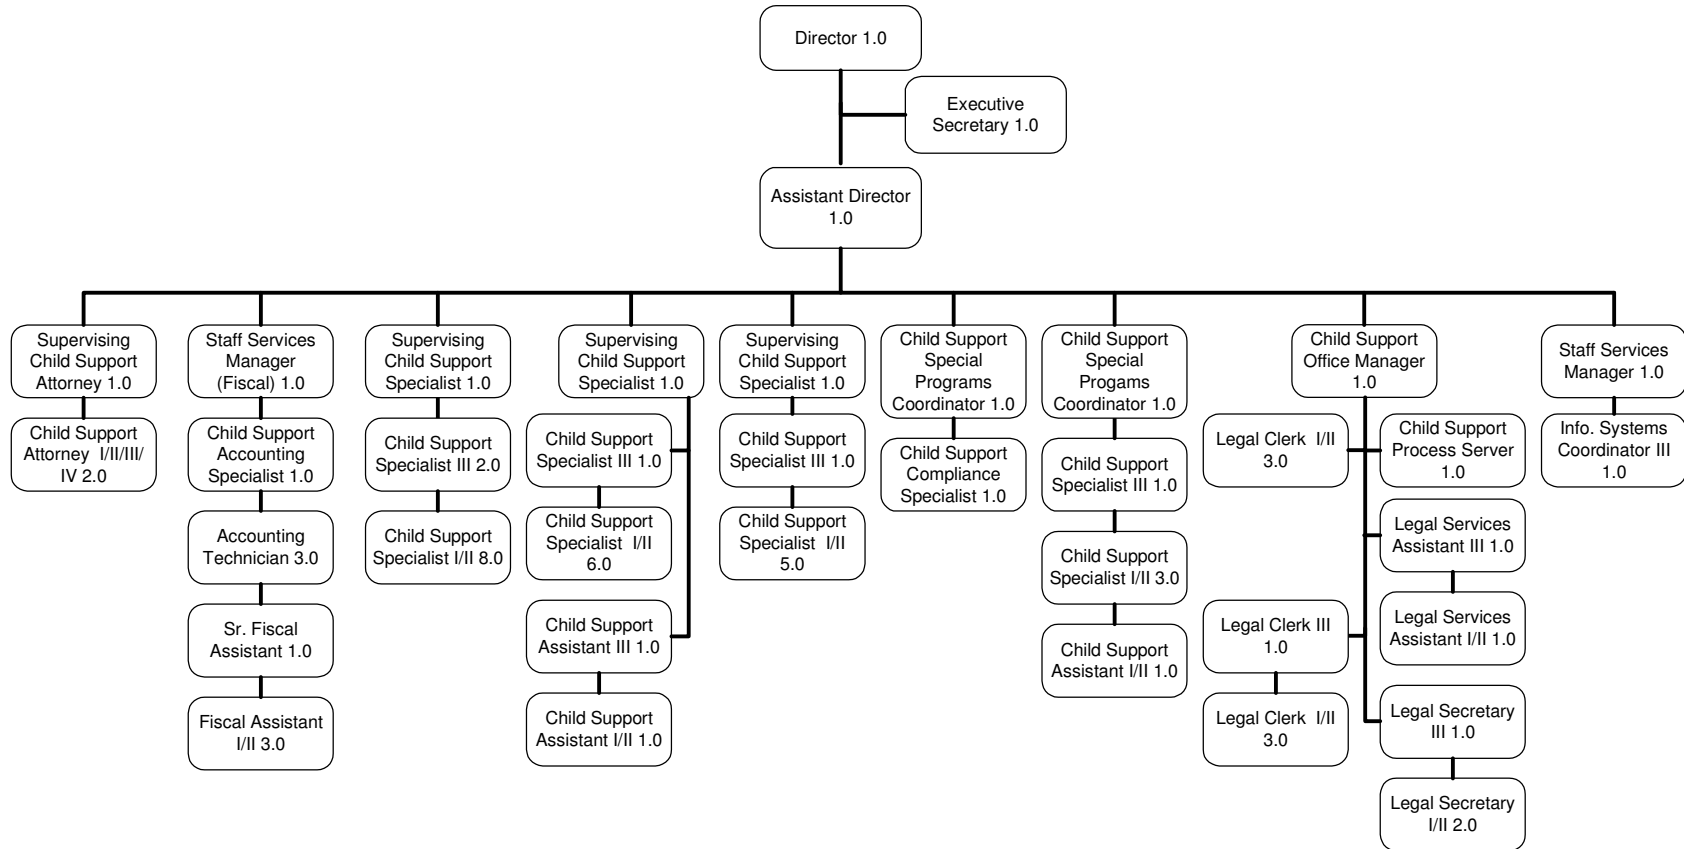 Director 1.0
Executive
Secretary 1.0
Assistant Director
1.0
Supervising
Child Support
Attorney 1.0
Child Support
Attorney I/II/III/
IV 2.0
Staff Services
Manager
(Fiscal) 1.0
Child Support
Accounting
Specialist 1.0
Accounting
Technician 3.0
Sr. Fiscal
Assistant 1.0
Fiscal Assistant
I/II 3.0
Supervising
Child Support
Specialist 1.0
Child Support
Specialist III 2.0
Child Support
Specialist I/II 8.0
Supervising
Child Support
Specialist 1.0
Child Support
Specialist III 1.0
Child Support
Specialist I/II
6.0
Child Support
Assistant III 1.0
Child Support
Assistant I/II 1.0
Supervising
Child Support
Specialist 1.0
Child Support
Specialist III 1.0
Child Support
Specialist I/II
5.0
Child Support
Special
Programs
Coordinator 1.0
Child Support
Compliance
Specialist 1.0
Child Support
Special
Progams
Coordinator 1.0
Child Support
Specialist III 1.0
Child Support
Specialist I/II 3.0
Child Support
Assistant I/II 1.0
Child Support
Office Manager
1.0
Legal Clerk I/II
3.0
Child Support
Process Server
1.0
Legal Services
Assistant III 1.0
Legal Services
Assistant I/II 1.0
Legal Clerk III
1.0
Legal Clerk I/II
3.0
Legal Secretary
III 1.0
Legal Secretary
I/II 2.0
Staff Services
Manager 1.0
Info. Systems
Coordinator III
1.0